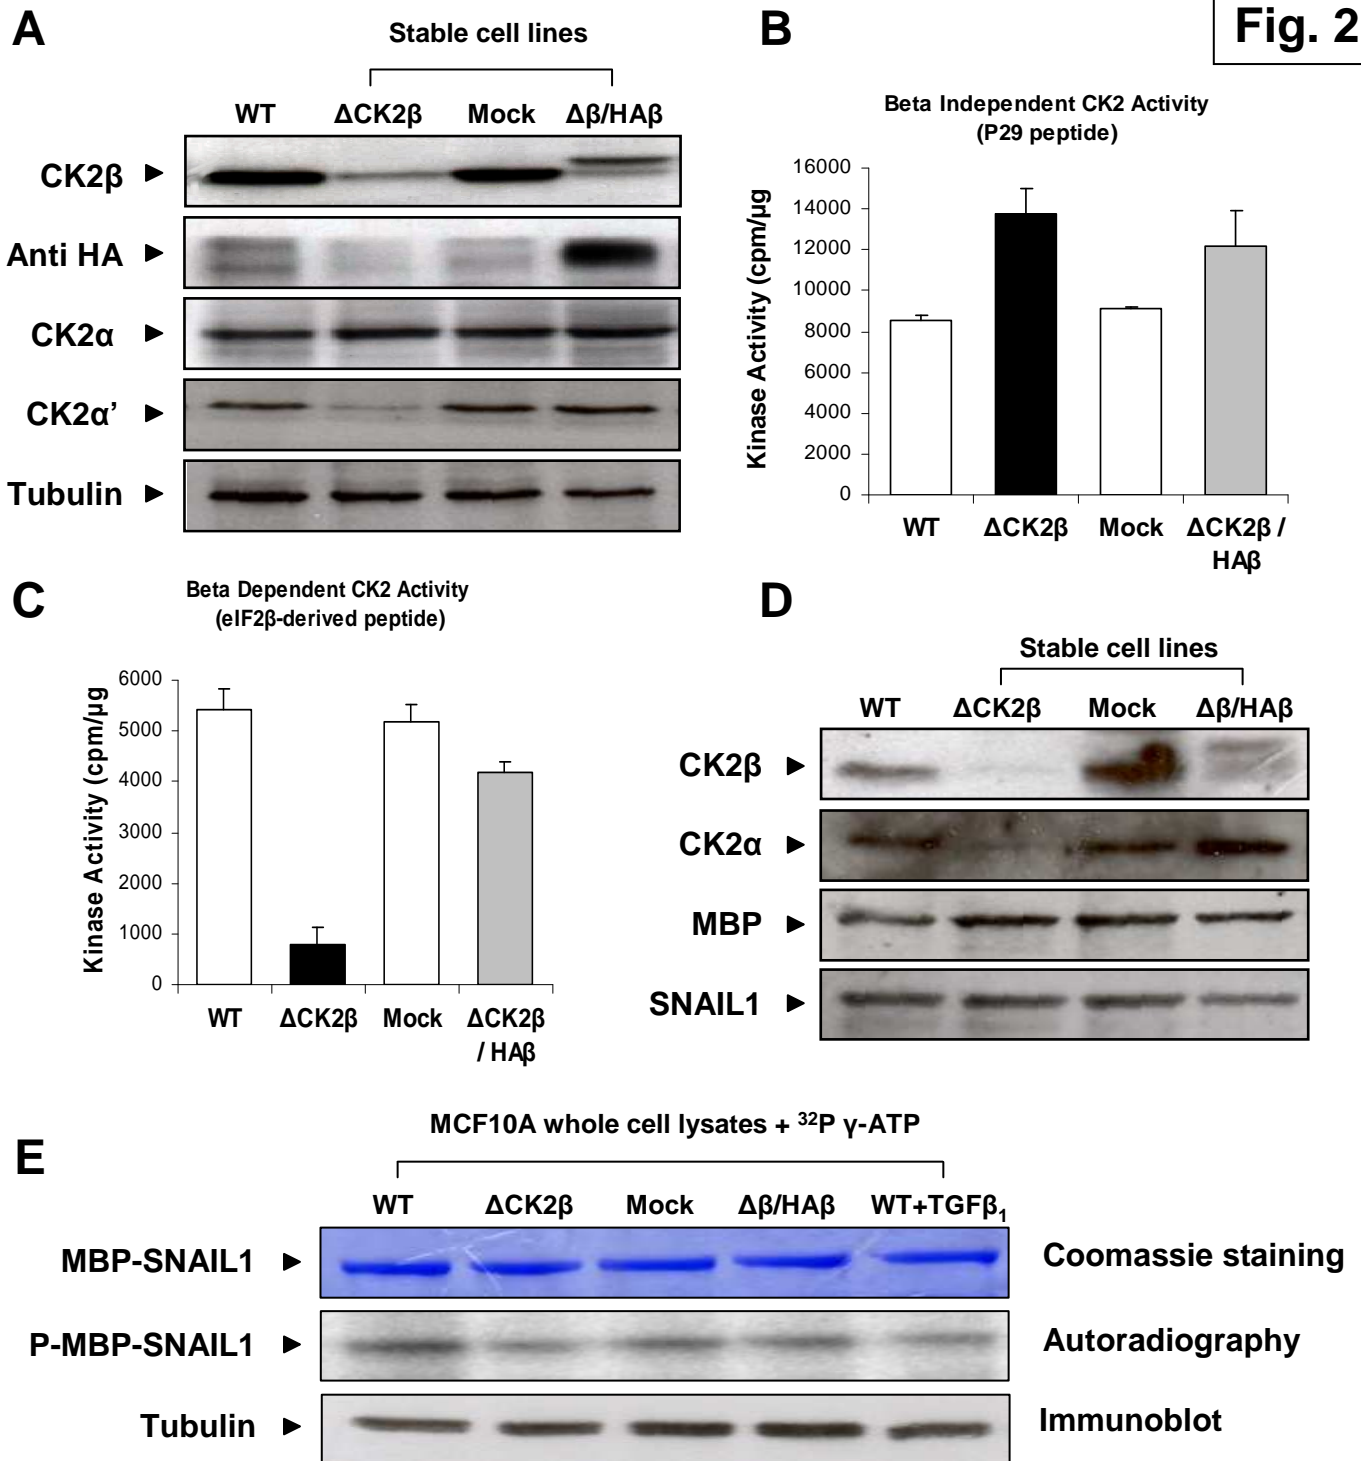 Fig. 2
A
Stable cell lines
WT ΔCK2β Mock Δβ/HAβ
CK2β
Anti HA
CK2α
CK2α’
Tubulin
B
Beta Independent CK2 Activity
(P29 peptide)
Kinase Activity (cpm/µg)
16000
14000
12000
10000
8000
6000
4000
2000
0
WT ΔCK2β Mock ΔCK2β /
HAβ
C
Beta Dependent CK2 Activity
(eIF2β-derived peptide)
Kinase Activity (cpm/µg)
6000
5000
4000
3000
2000
1000
0
WT ΔCK2β Mock ΔCK2β
/ HAβ
D
Stable cell lines
WT ΔCK2β Mock Δβ/HAβ
CK2β
CK2α
MBP
SNAIL1
E
MCF10A whole cell lysates + ³²P γ-ATP
WT ΔCK2β Mock Δβ/HAβ WT+TGFβ₁
MBP-SNAIL1 Coomassie staining
P-MBP-SNAIL1 Autoradiography
Tubulin Immunoblot